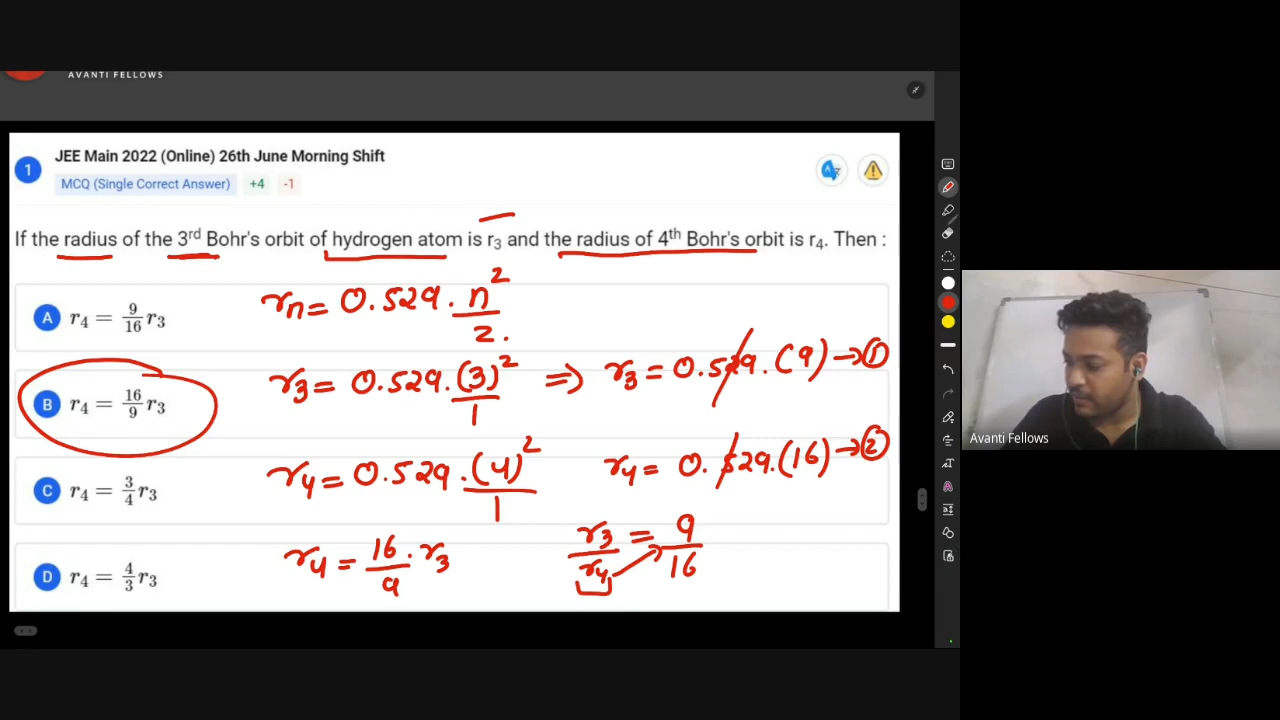 AVANTI FELLOWS
1
JEE Main 2022 (Online) 26th June Morning Shift
MCQ (Single Correct Answer) +4 -1
If the radius of the 3rd Bohr's orbit of hydrogen atom is r3 and the radius of 4th Bohr's orbit is r4. Then :
A r4 = 9/16 r3
B r4 = 16/9 r3
C r4 = 3/4 r3
D r4 = 4/3 r3
rn = 0.529 . n²/z.
r3 = 0.529 . (3)²/1 => r3 = 0.529 . (9) → ①
r4 = 0.529 . (4)²/1 r4 = 0.529 . (16) → ②
r4 = 16/9 . r3 r3/r4 = 9/16
Avanti Fellows